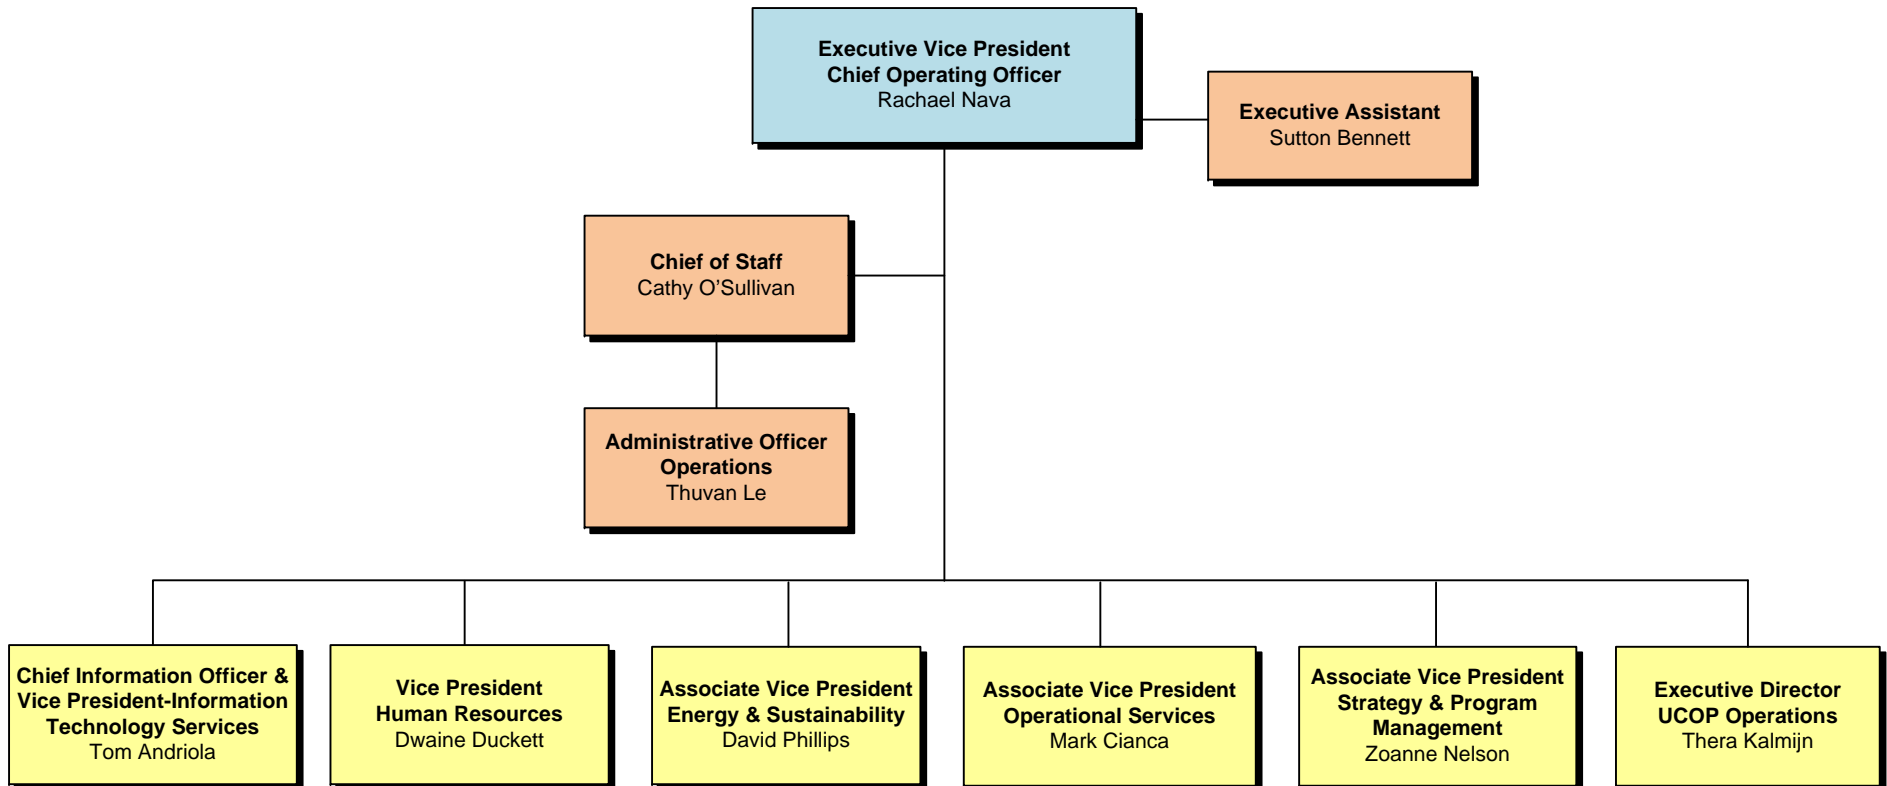 Executive Vice President
Chief Operating Officer
Rachael Nava
Executive Assistant
Sutton Bennett
Chief of Staff
Cathy O’Sullivan
Administrative Officer
Operations
Thuvan Le
Chief Information Officer &
Vice President-Information
Technology Services
Tom Andriola
Vice President
Human Resources
Dwaine Duckett
Associate Vice President
Energy & Sustainability
David Phillips
Associate Vice President
Operational Services
Mark Cianca
Associate Vice President
Strategy & Program
Management
Zoanne Nelson
Executive Director
UCOP Operations
Thera Kalmijn